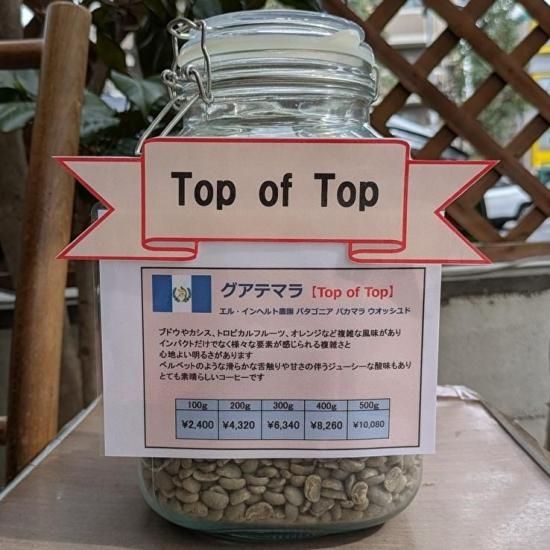 Top of Top
グアテマラ【Top of Top】
エル・インヘルト農園 パタゴニア パカマラ ウオッシュド
ブドウやカシス、トロピカルフルーツ、オレンジなど複雑な風味があり
インパクトだけでなく様々な要素が感じられる複雑さと
心地よい明るさがあります
ベルベットのような滑らかな舌触りや甘さの伴うジューシーな酸味もあり
とても素晴らしいコーヒーです
100g 200g 300g 400g 500g
¥2,400 ¥4,320 ¥6,340 ¥8,260 ¥10,080